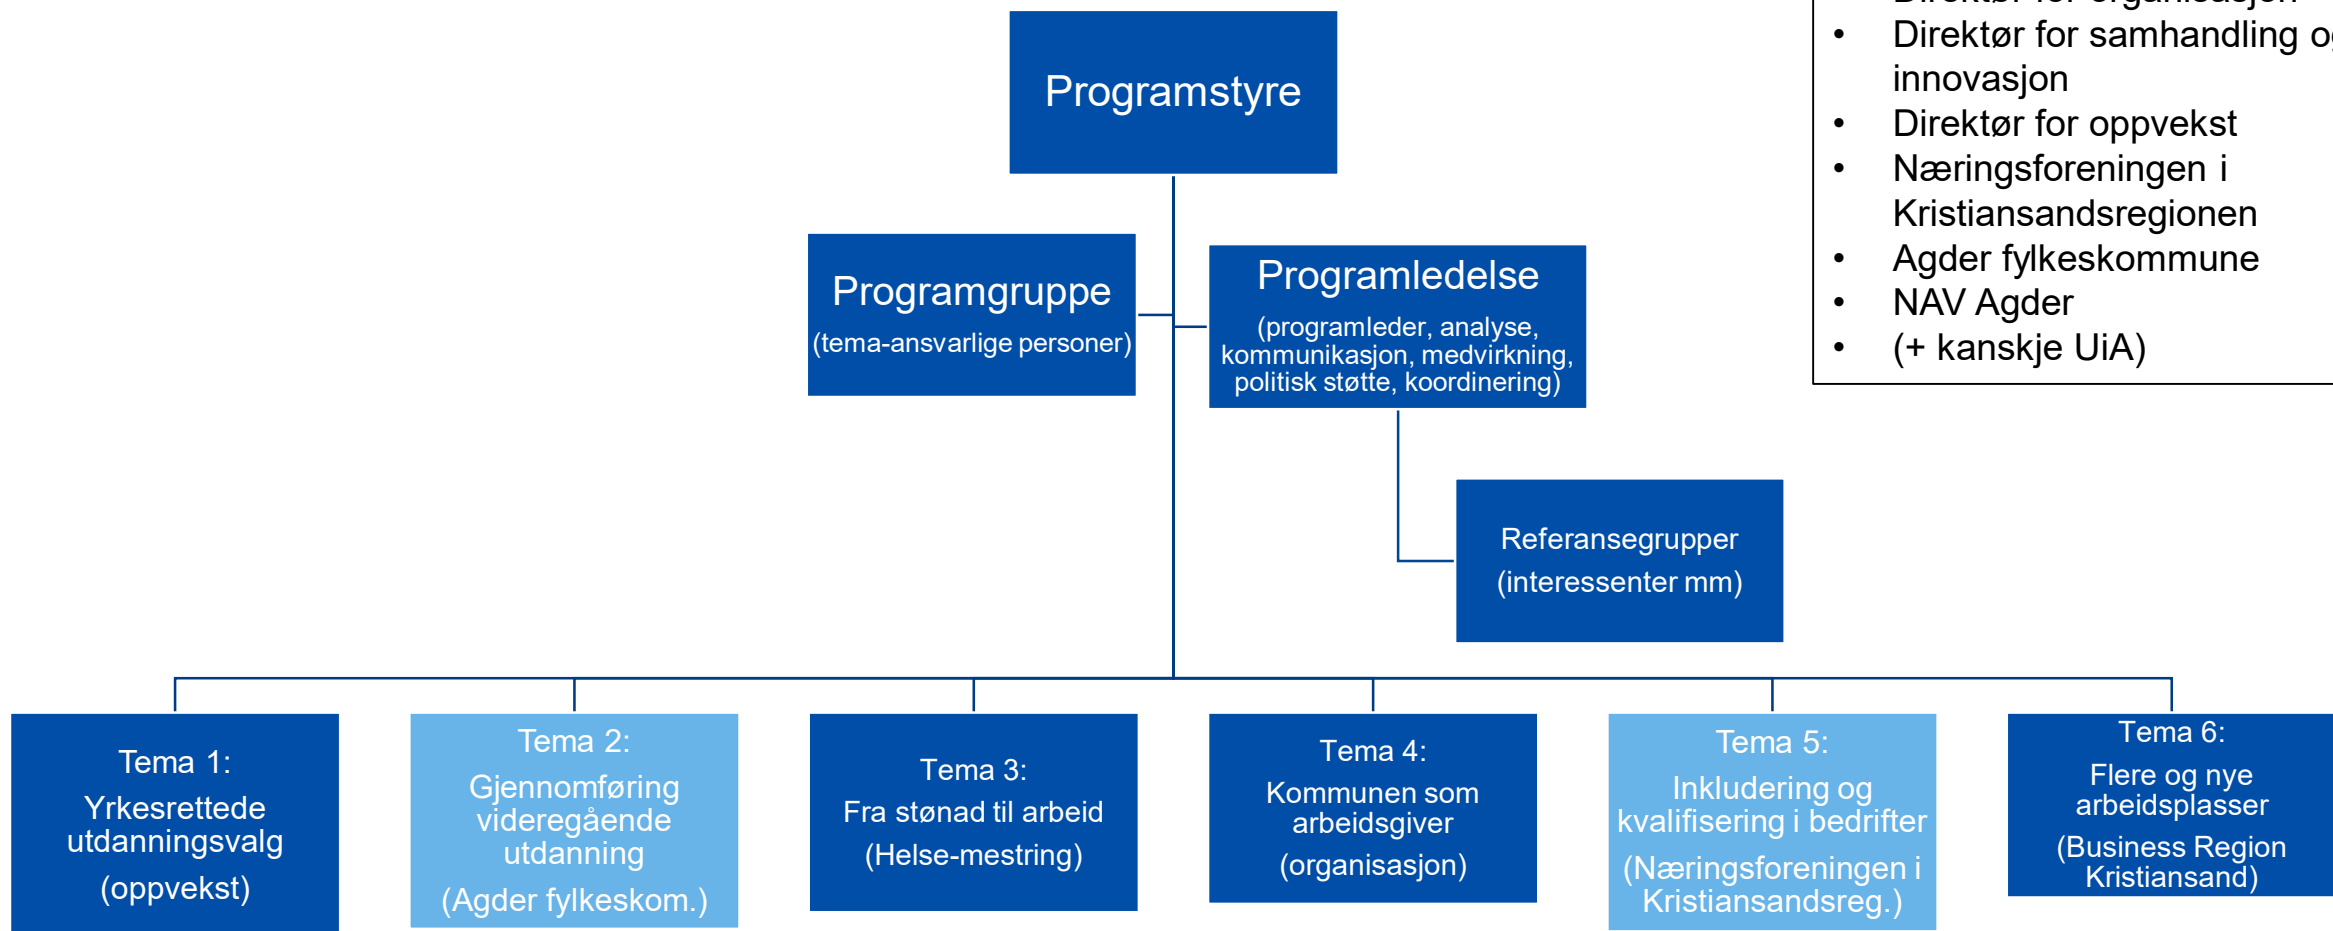 Programstyre
Direktør for organisasjon
• Direktør for samhandling og
innovasjon
• Direktør for oppvekst
• Næringsforeningen i
Kristiansandsregionen
• Agder fylkeskommune
• NAV Agder
• (+ kanskje UiA)
Programgruppe
(tema-ansvarlige personer)
Programledelse
(programleder, analyse,
kommunikasjon, medvirkning,
politisk støtte, koordinering)
Referansegrupper
(interessenter mm)
Tema 1:
Yrkesrettede
utdanningsvalg
(oppvekst)
Tema 2:
Gjennomføring
videregående
utdanning
(Agder fylkeskom.)
Tema 3:
Fra stønad til arbeid
(Helse-mestring)
Tema 4:
Kommunen som
arbeidsgiver
(organisasjon)
Tema 5:
Inkludering og
kvalifisering i bedrifter
(Næringsforeningen i
Kristiansandsreg.)
Tema 6:
Flere og nye
arbeidsplasser
(Business Region
Kristiansand)